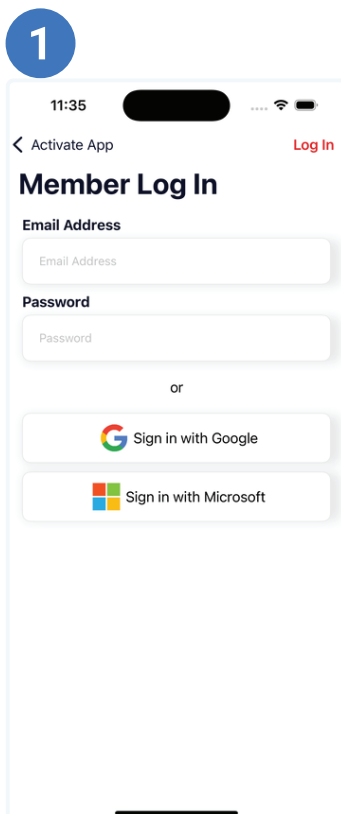 1
11:35
Activate App
Log In
Member Log In
Email Address
Email Address
Password
Password
or
Sign in with Google
Sign in with Microsoft